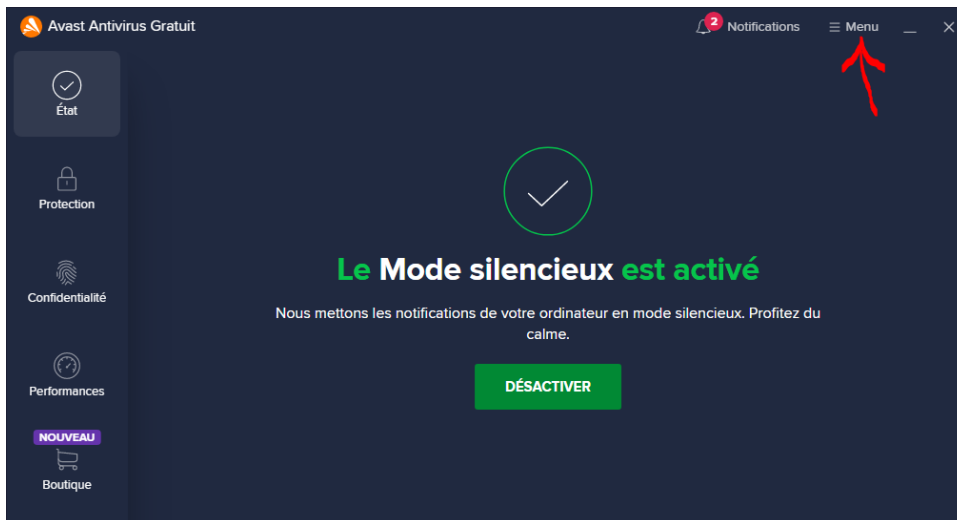 Avast Antivirus Gratuit
2 Notifications
Menu
État
Protection
Confidentialité
Performances
NOUVEAU
Boutique
Le Mode silencieux est activé
Nous mettons les notifications de votre ordinateur en mode silencieux. Profitez du
calme.
DÉSACTIVER